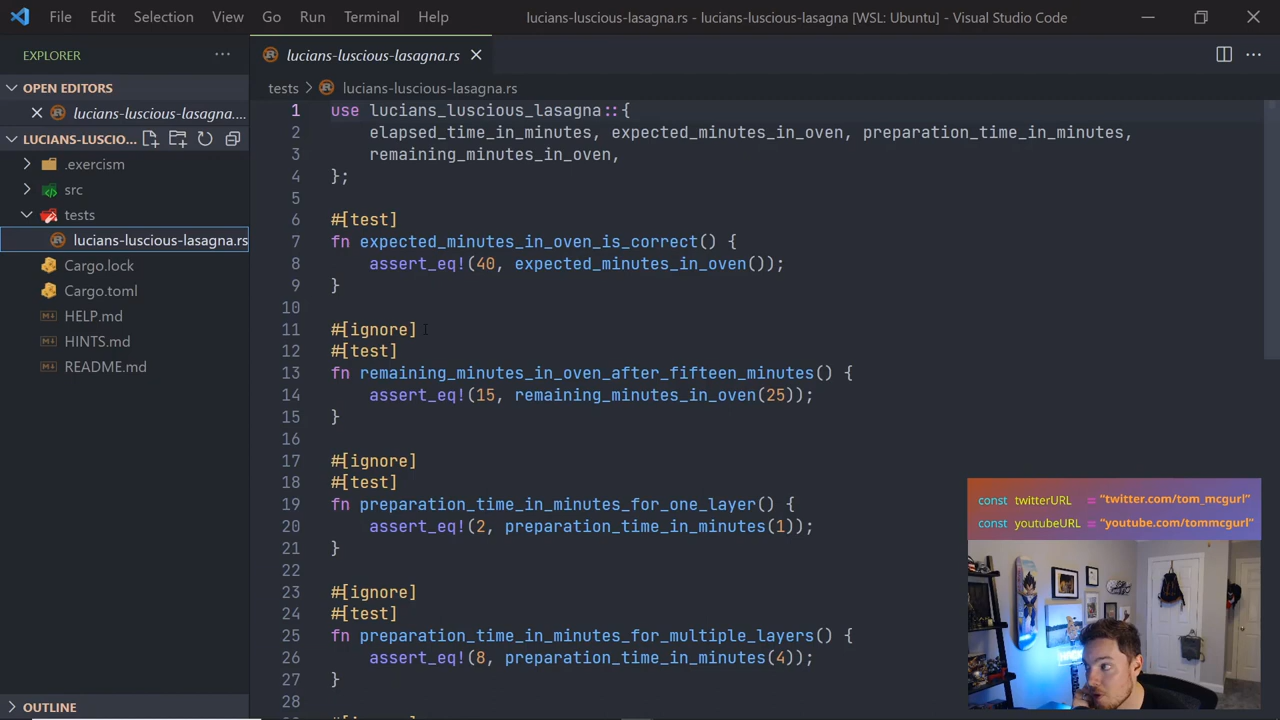 File Edit Selection View Go Run Terminal Help
lucians-luscious-lasagna.rs - lucians-luscious-lasagna [WSL: Ubuntu] - Visual Studio Code
EXPLORER
OPEN EDITORS
lucians-luscious-lasagna....
LUCIANS-LUSCIO...
.exercism
src
tests
lucians-luscious-lasagna.rs
Cargo.lock
Cargo.toml
HELP.md
HINTS.md
README.md
OUTLINE
lucians-luscious-lasagna.rs
tests > lucians-luscious-lasagna.rs
1 use lucians_luscious_lasagna::{
2 elapsed_time_in_minutes, expected_minutes_in_oven, preparation_time_in_minutes,
3 remaining_minutes_in_oven,
4 };
5
6 #[test]
7 fn expected_minutes_in_oven_is_correct() {
8 assert_eq!(40, expected_minutes_in_oven());
9 }
10
11 #[ignore]
12 #[test]
13 fn remaining_minutes_in_oven_after_fifteen_minutes() {
14 assert_eq!(15, remaining_minutes_in_oven(25));
15 }
16
17 #[ignore]
18 #[test]
19 fn preparation_time_in_minutes_for_one_layer() {
20 assert_eq!(2, preparation_time_in_minutes(1));
21 }
22
23 #[ignore]
24 #[test]
25 fn preparation_time_in_minutes_for_multiple_layers() {
26 assert_eq!(8, preparation_time_in_minutes(4));
27 }
28
const twitterURL = "twitter.com/tom_mcgurl"
const youtubeURL = "youtube.com/tommcgurl"